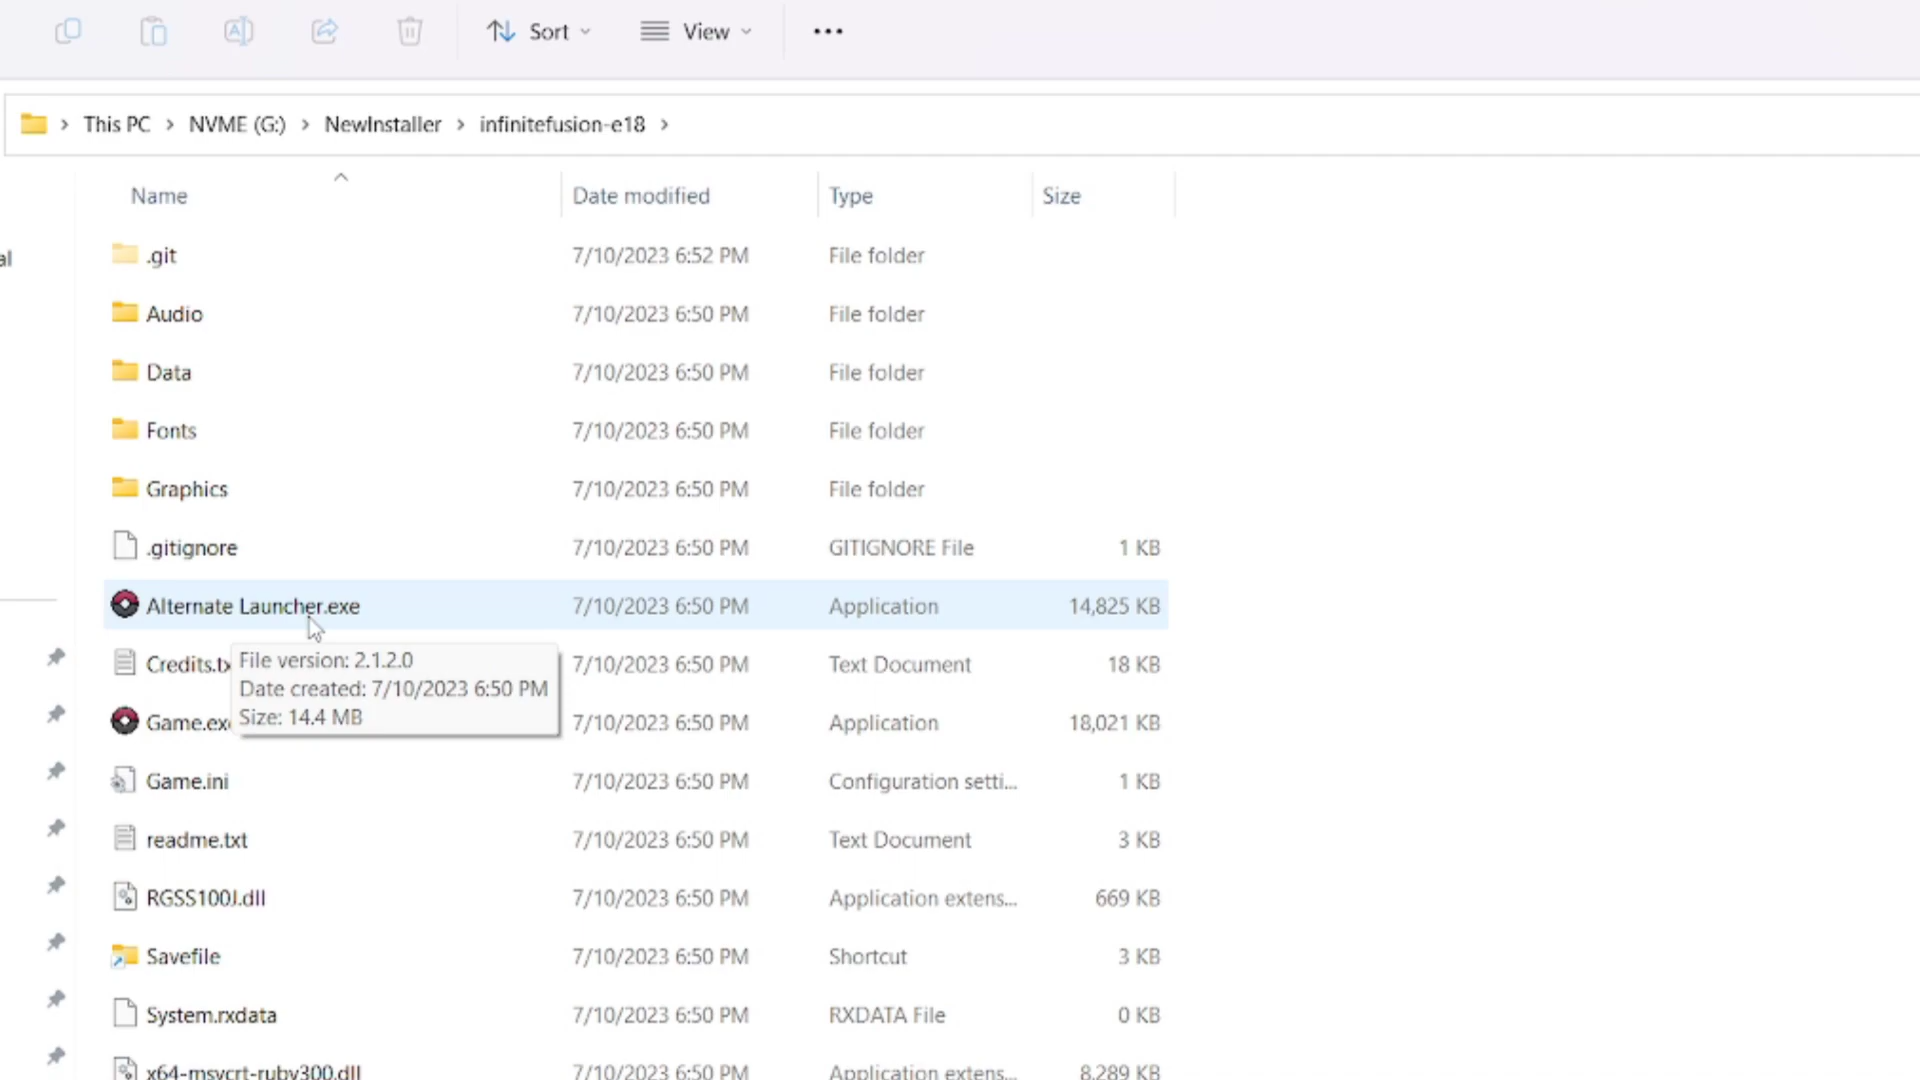 Sort View
This PC NVME (G:) NewInstaller infinitefusion-e18
Name Date modified Type Size
al
.git 7/10/2023 6:52 PM File folder
Audio 7/10/2023 6:50 PM File folder
Data 7/10/2023 6:50 PM File folder
Fonts 7/10/2023 6:50 PM File folder
Graphics 7/10/2023 6:50 PM File folder
.gitignore 7/10/2023 6:50 PM GITIGNORE File 1 KB
Alternate Launcher.exe 7/10/2023 6:50 PM Application 14,825 KB
Credits.tx 7/10/2023 6:50 PM Text Document 18 KB
File version: 2.1.2.0
Date created: 7/10/2023 6:50 PM
Size: 14.4 MB
Game.exe 7/10/2023 6:50 PM Application 18,021 KB
Game.ini 7/10/2023 6:50 PM Configuration setti... 1 KB
readme.txt 7/10/2023 6:50 PM Text Document 3 KB
RGSS100J.dll 7/10/2023 6:50 PM Application extens... 669 KB
Savefile 7/10/2023 6:50 PM Shortcut 3 KB
System.rxdata 7/10/2023 6:50 PM RXDATA File 0 KB
x64-msvcrt-ruby300.dll 7/10/2023 6:50 PM Application extens... 8,289 KB